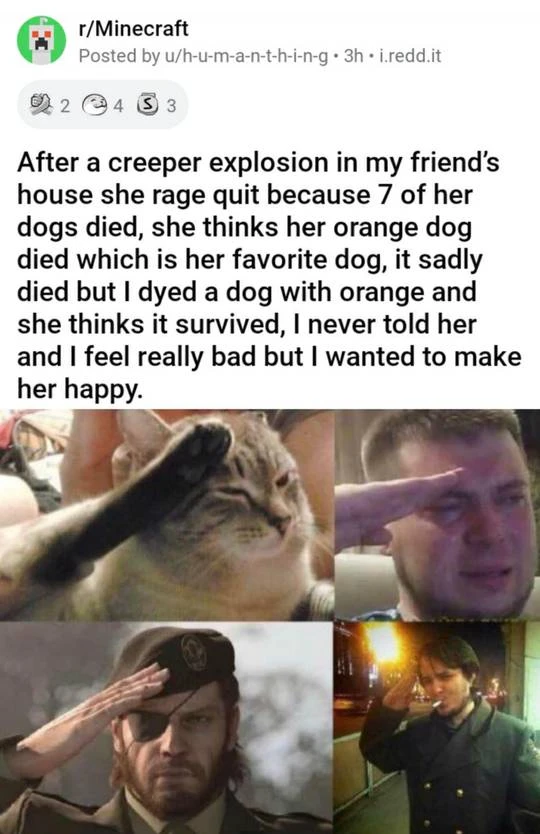 r/Minecraft
Posted by u/h-u-m-a-n-t-h-i-n-g • 3h • i.redd.it
2 4 S 3
After a creeper explosion in my friend's
house she rage quit because 7 of her
dogs died, she thinks her orange dog
died which is her favorite dog, it sadly
died but I dyed a dog with orange and
she thinks it survived, I never told her
and I feel really bad but I wanted to make
her happy.